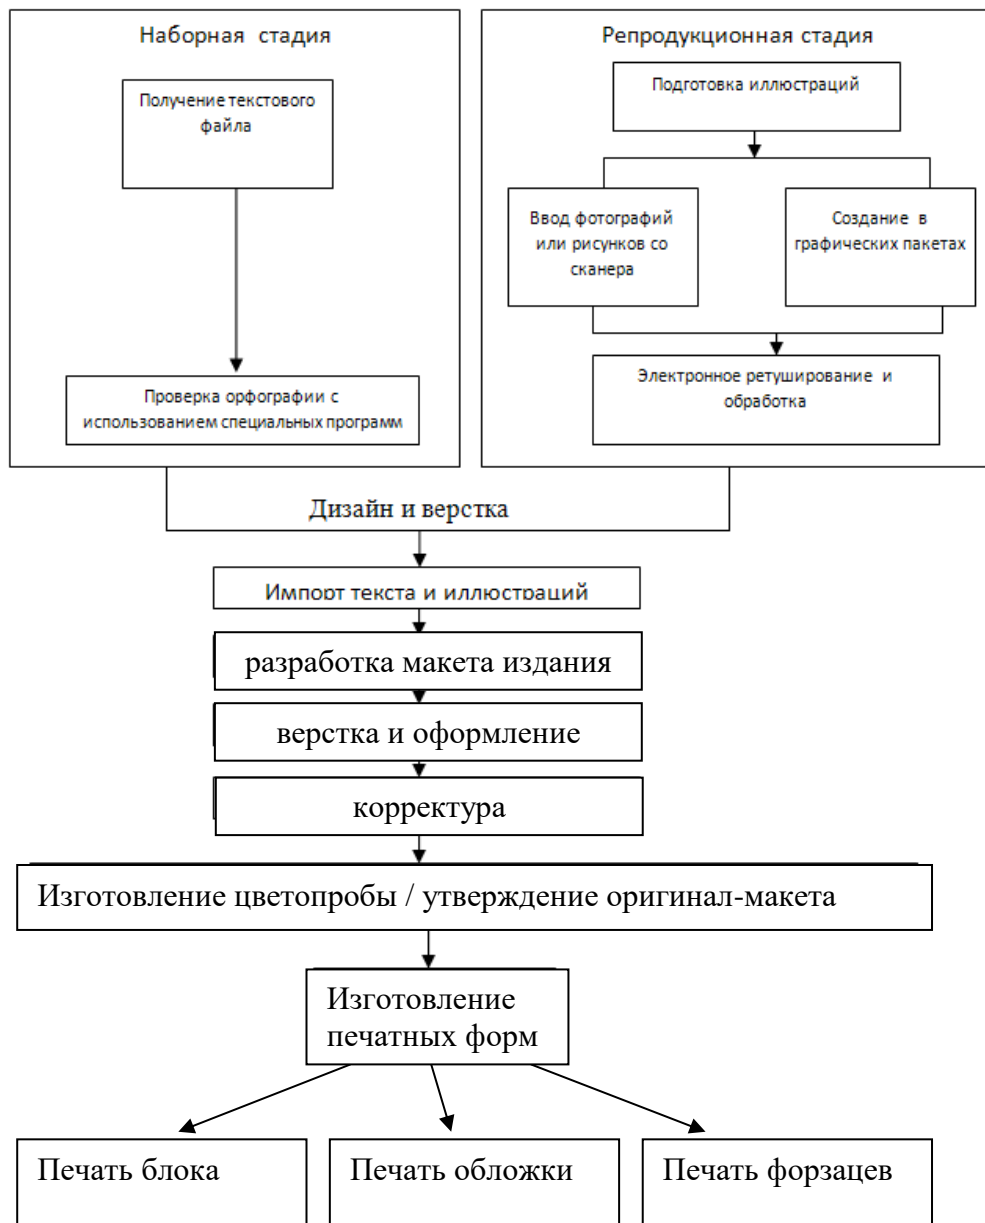 Наборная стадия
Получение текстового
файла
Проверка орфографии с
использованием специальных программ
Репродукционная стадия
Подготовка иллюстраций
Ввод фотографий
или рисунков со
сканера
Создание в
графических пакетах
Электронное ретуширование и
обработка
Дизайн и верстка
Импорт текста и иллюстраций
разработка макета издания
верстка и оформление
корректура
Изготовление цветопробы / утверждение оригинал-макета
Изготовление
печатных форм
Печать блока
Печать обложки
Печать форзацев